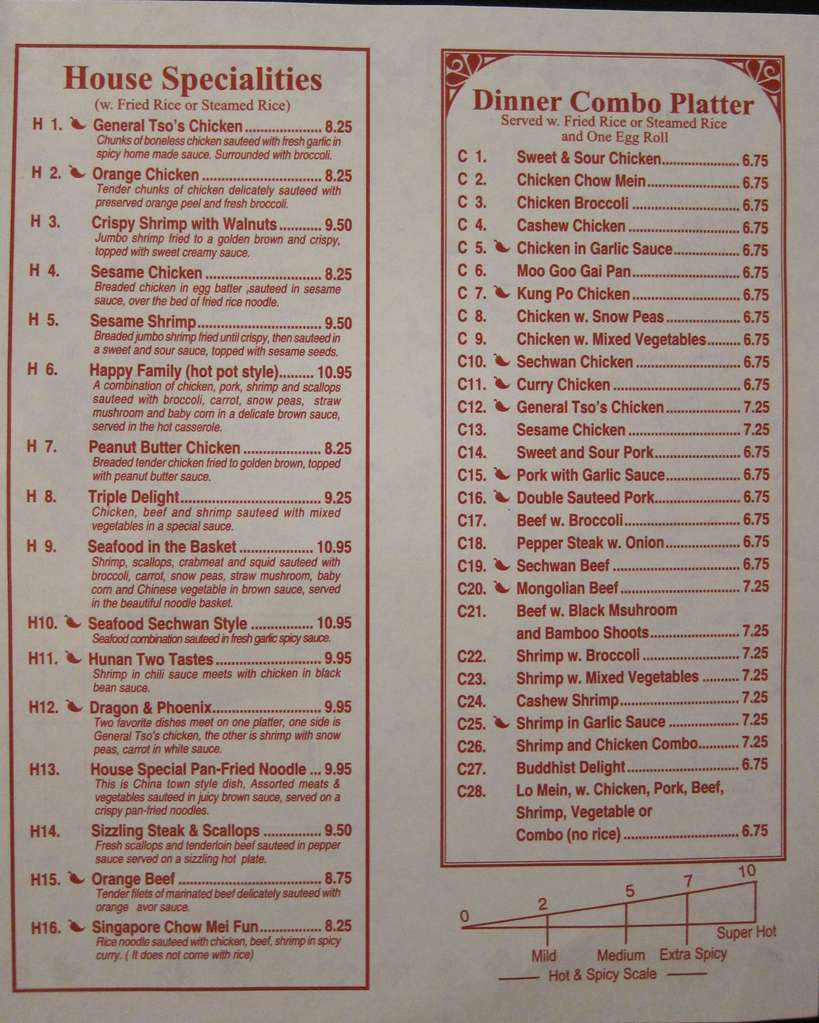 House Specialities
(w. Fried Rice or Steamed Rice)
H 1. General Tso's Chicken ..................... 8.25
Chunks of boneless chicken sauteed with fresh garlic in
spicy home made sauce. Surrounded with broccoli.
H 2. Orange Chicken .................................. 8.25
Tender chunks of chicken delicately sauteed with
preserved orange peel and fresh broccoli.
H 3. Crispy Shrimp with Walnuts ............ 9.50
Jumbo shrimp fried to a golden brown and crispy,
topped with sweet creamy sauce.
H 4. Sesame Chicken ................................ 8.25
Breaded chicken in egg batter ,sauteed in sesame
sauce, over the bed of fried rice noodle.
H 5. Sesame Shrimp.................................. 9.50
Breaded jumbo shrimp fried until crispy, then sauteed in
a sweet and sour sauce, topped with sesame seeds.
H 6. Happy Family (hot pot style)......... 10.95
A combination of chicken, pork, shrimp and scallops
sauteed with broccoli, carrot, snow peas, straw
mushroom and baby corn in a delicate brown sauce,
served in the hot casserole.
H 7. Peanut Butter Chicken ...................... 8.25
Breaded tender chicken fried to golden brown, topped
with peanut butter sauce.
H 8. Triple Delight...................................... 9.25
Chicken, beef and shrimp sauteed with mixed
vegetables in a special sauce.
H 9. Seafood in the Basket .................... 10.95
Shrimp, scallops, crabmeat and squid sauteed with
broccoli, carrot, snow peas, straw mushroom, baby
corn and Chinese vegetable in brown sauce, served
in the beautiful noodle basket.
H10. Seafood Sechwan Style ................. 10.95
Seafood combination sauteed in fresh garlic spicy sauce.
H11. Hunan Two Tastes ............................. 9.95
Shrimp in chili sauce meets with chicken in black
bean sauce.
H12. Dragon & Phoenix.............................. 9.95
Two favorite dishes meet on one platter, one side is
General Tso's chicken, the other is shrimp with snow
peas, carrot in white sauce.
H13. House Special Pan-Fried Noodle ... 9.95
This is China town style dish, Assorted meats &
vegetables sauteed in juicy brown sauce, served on a
crispy pan-fried noodles.
H14. Sizzling Steak & Scallops ................ 9.50
Fresh scallops and tenderloin beef sauteed in pepper
sauce served on a sizzling hot plate.
H15. Orange Beef ....................................... 8.75
Tender filets of marinated beef delicately sauteed with
orange avor sauce.
H16. Singapore Chow Mei Fun................. 8.25
Rice noodle sauteed with chicken, beef, shrimp in spicy
curry. ( It does not come with rice)
Dinner Combo Platter
Served w. Fried Rice or Steamed Rice
and One Egg Roll
C 1. Sweet & Sour Chicken..................... 6.75
C 2. Chicken Chow Mein......................... 6.75
C 3. Chicken Broccoli ............................. 6.75
C 4. Cashew Chicken .............................. 6.75
C 5. Chicken in Garlic Sauce.................. 6.75
C 6. Moo Goo Gai Pan............................. 6.75
C 7. Kung Po Chicken ............................. 6.75
C 8. Chicken w. Snow Peas .................... 6.75
C 9. Chicken w. Mixed Vegetables......... 6.75
C10. Sechwan Chicken ............................ 6.75
C11. Curry Chicken .................................. 6.75
C12. General Tso's Chicken .................... 7.25
C13. Sesame Chicken .............................. 7.25
C14. Sweet and Sour Pork....................... 6.75
C15. Pork with Garlic Sauce.................... 6.75
C16. Double Sauteed Pork....................... 6.75
C17. Beef w. Broccoli............................... 6.75
C18. Pepper Steak w. Onion.................... 6.75
C19. Sechwan Beef .................................. 6.75
C20. Mongolian Beef ................................ 7.25
C21. Beef w. Black Msuhroom
and Bamboo Shoots........................ 7.25
C22. Shrimp w. Broccoli .......................... 7.25
C23. Shrimp w. Mixed Vegetables .......... 7.25
C24. Cashew Shrimp................................ 7.25
C25. Shrimp in Garlic Sauce ................... 7.25
C26. Shrimp and Chicken Combo........... 7.25
C27. Buddhist Delight.............................. 6.75
C28. Lo Mein, w. Chicken, Pork, Beef,
Shrimp, Vegetable or
Combo (no rice) ............................... 6.75
0 2 5 7 10
Mild Medium Extra Spicy Super Hot
Hot & Spicy Scale